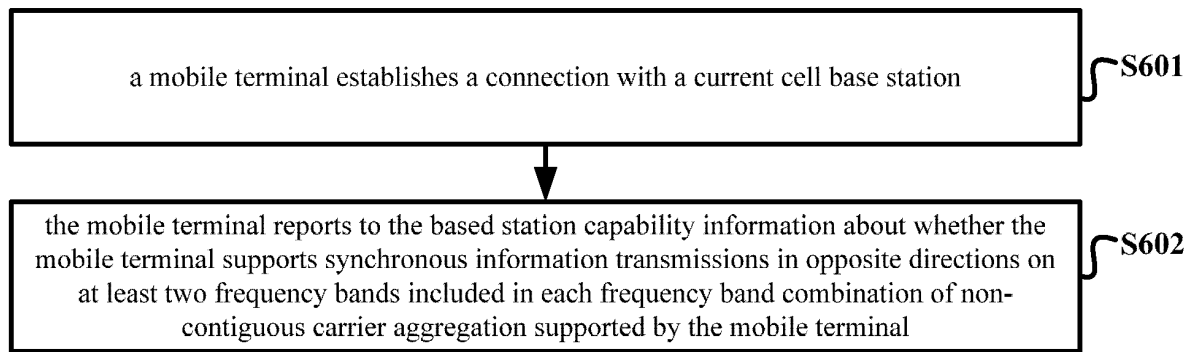 a mobile terminal establishes a connection with a current cell base station
S601
the mobile terminal reports to the based station capability information about whether the
mobile terminal supports synchronous information transmissions in opposite directions on
at least two frequency bands included in each frequency band combination of non-
contiguous carrier aggregation supported by the mobile terminal
S602